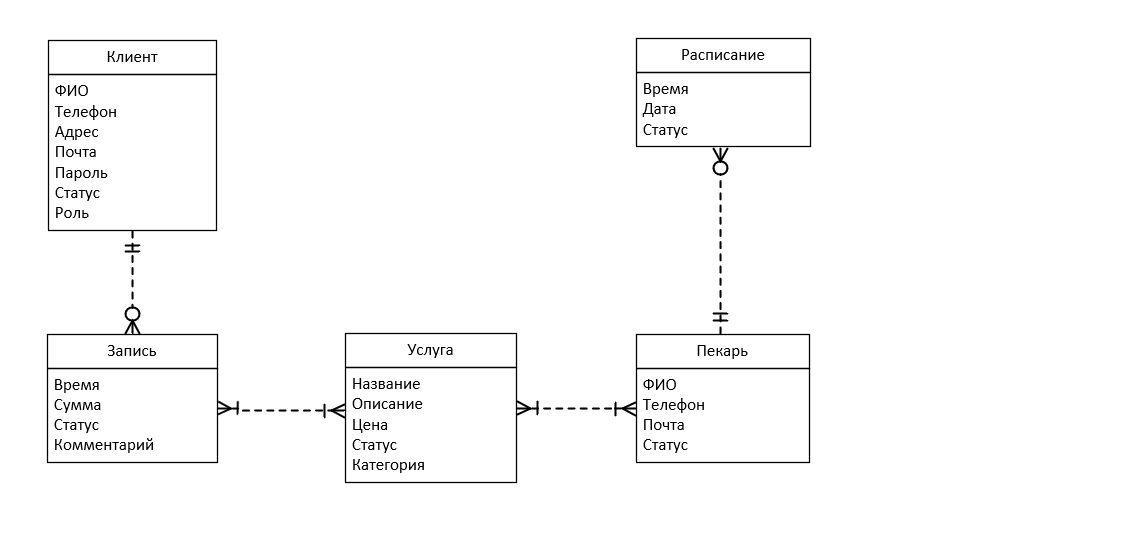 Клиент
ФИО
Телефон
Адрес
Почта
Пароль
Статус
Роль
Расписание
Время
Дата
Статус
Запись
Время
Сумма
Статус
Комментарий
Услуга
Название
Описание
Цена
Статус
Категория
Пекарь
ФИО
Телефон
Почта
Статус